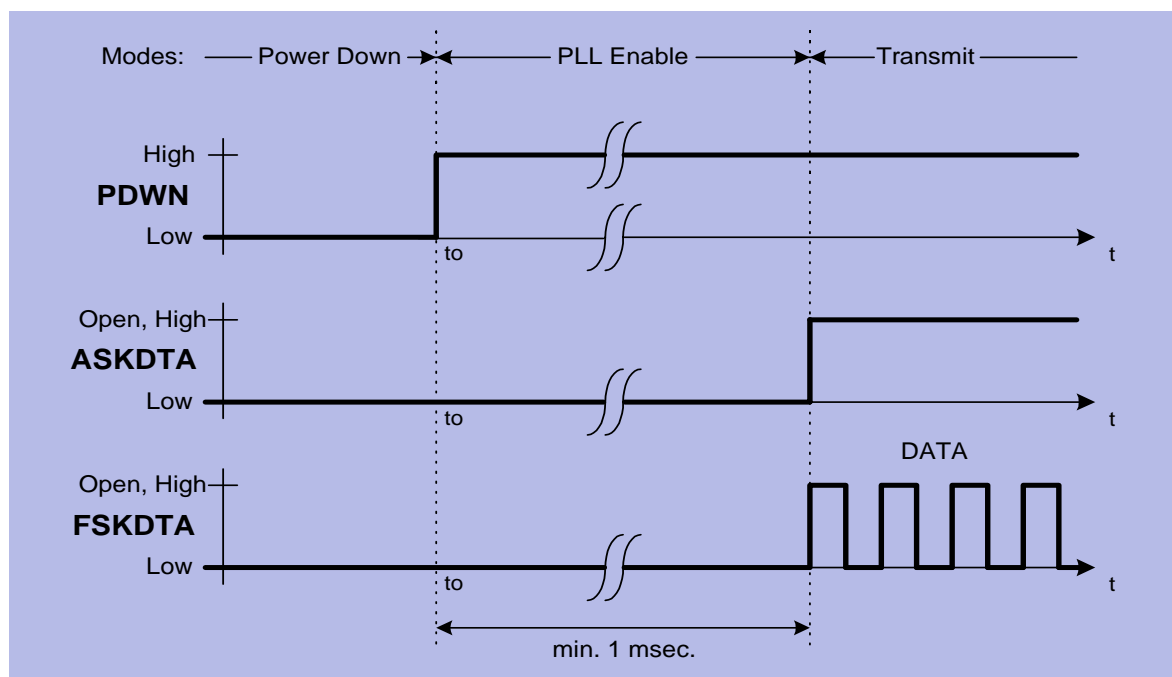 Modes: Power Down PLL Enable Transmit
High
PDWN
Low
to
t
Open, High
ASKDTA
Low
to
t
DATA
Open, High
FSKDTA
Low
to
t
min. 1 msec.